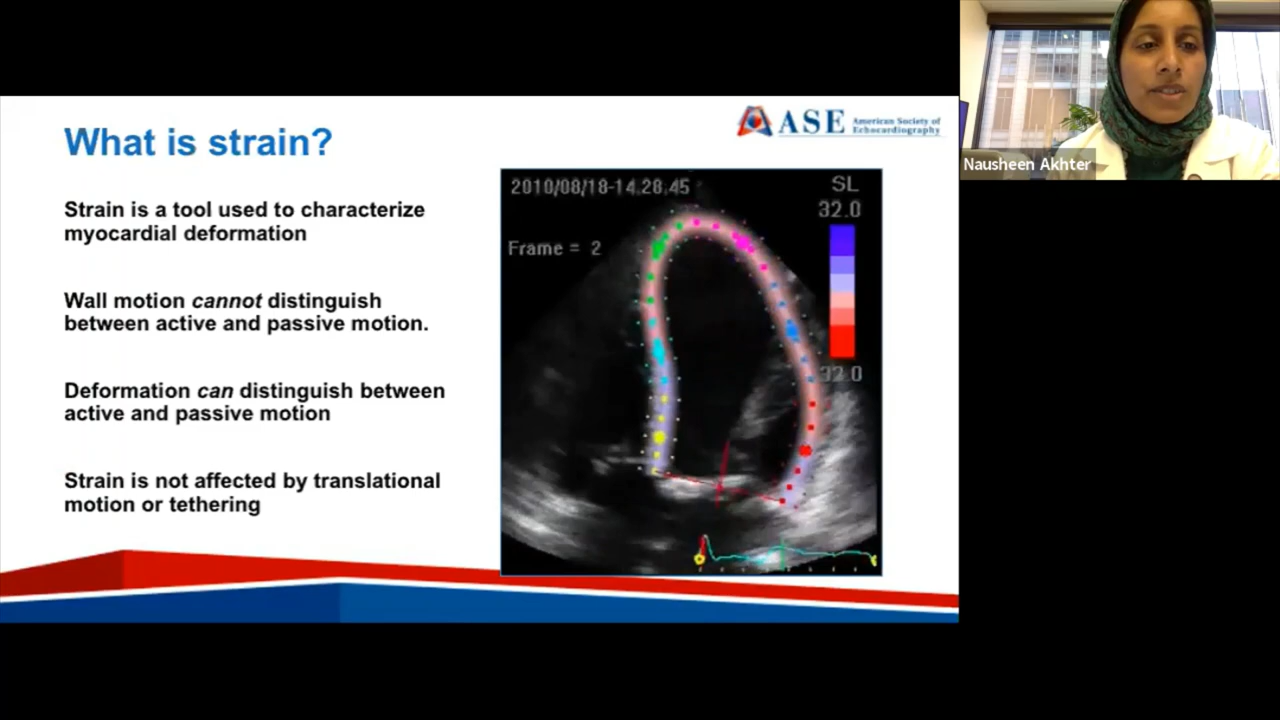 What is strain?
ASE American Society of
Echocardiography
Strain is a tool used to characterize
myocardial deformation
Wall motion cannot distinguish
between active and passive motion.
Deformation can distinguish between
active and passive motion
Strain is not affected by translational
motion or tethering
2010/08/18-14.28.45
SL
32.0
Frame = 2
32.0
Nausheen Akhter